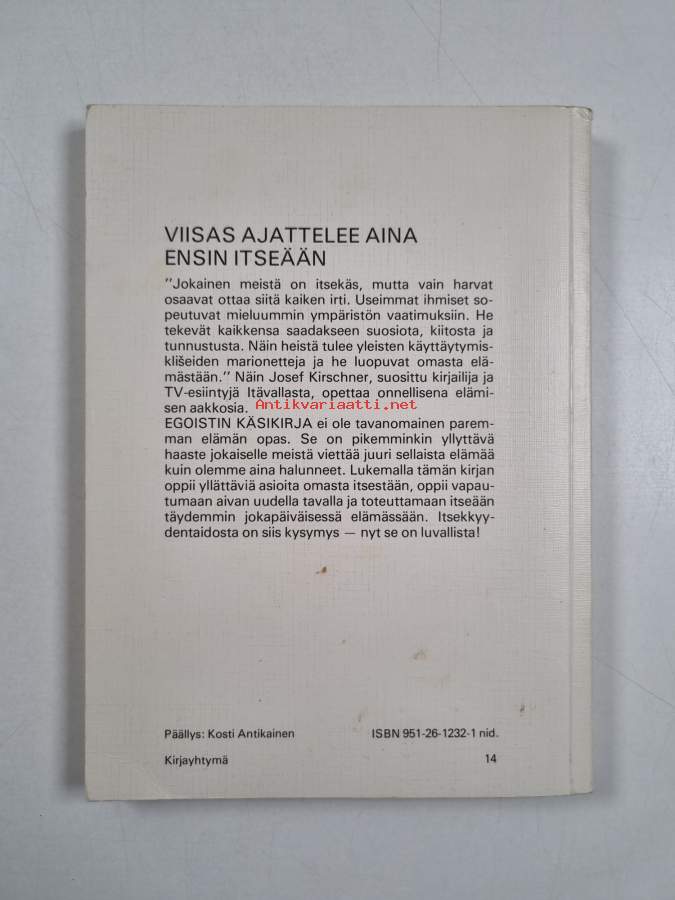 VIISAS AJATTELEE AINA
ENSIN ITSEÄÄN
"Jokainen meistä on itsekäs, mutta vain harvat
osaavat ottaa siitä kaiken irti. Useimmat ihmiset so-
peutuvat mieluummin ympäristön vaatimuksiin. He
tekevät kaikkensa saadakseen suosiota, kiitosta ja
tunnustusta. Näin heistä tulee yleisten käyttäytymis-
klišeiden marionetteja ja he luopuvat omasta elä-
mästään." Näin Josef Kirschner, suosittu kirjailija ja
TV-esiintyjä Itävallasta, opettaa onnellisena elämi-
sen aakkosia.
Antikvariaatti.net
EGOISTIN KÄSIKIRJA ei ole tavanomainen parem-
man elämän opas. Se on pikemminkin yllyttävä
haaste jokaiselle meistä viettää juuri sellaista elämää
kuin olemme aina halunneet. Lukemalla tämän kirjan
oppii yllättäviä asioita omasta itsestään, oppii vapau-
tumaan aivan uudella tavalla ja toteuttamaan itseään
täydemmin jokapäiväisessä elämässään. Itsekkyy-
dentaidosta on siis kysymys — nyt se on luvallista!
Päällys: Kosti Antikainen ISBN 951-26-1232-1 nid.
Kirjayhtymä 14